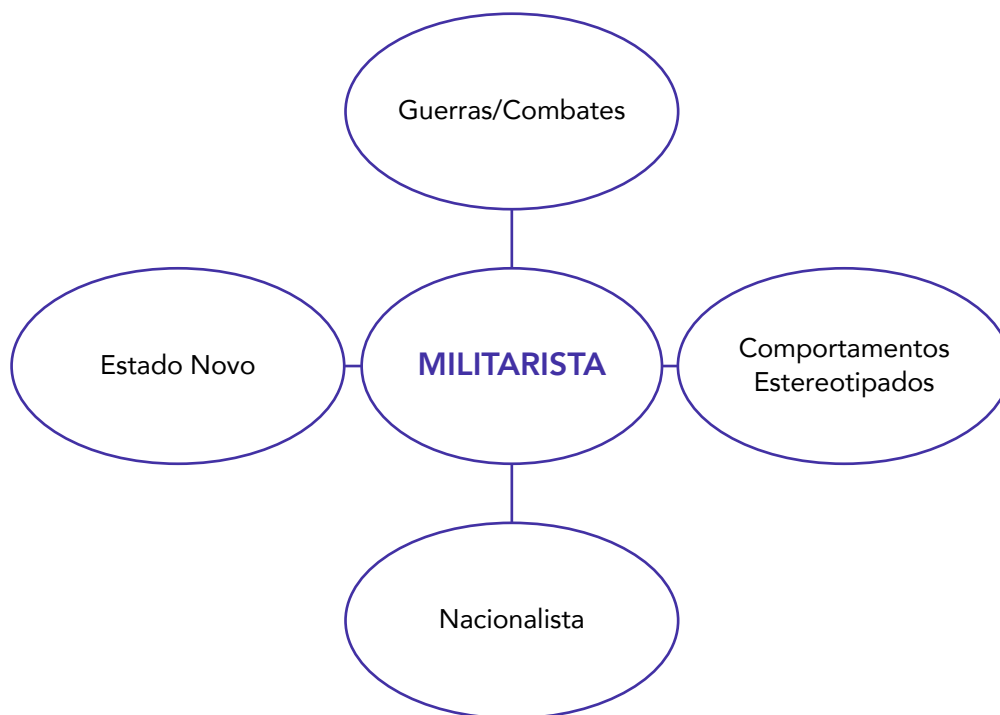 Guerras/Combates
Estado Novo
MILITARISTA
Comportamentos
Estereotipados
Nacionalista